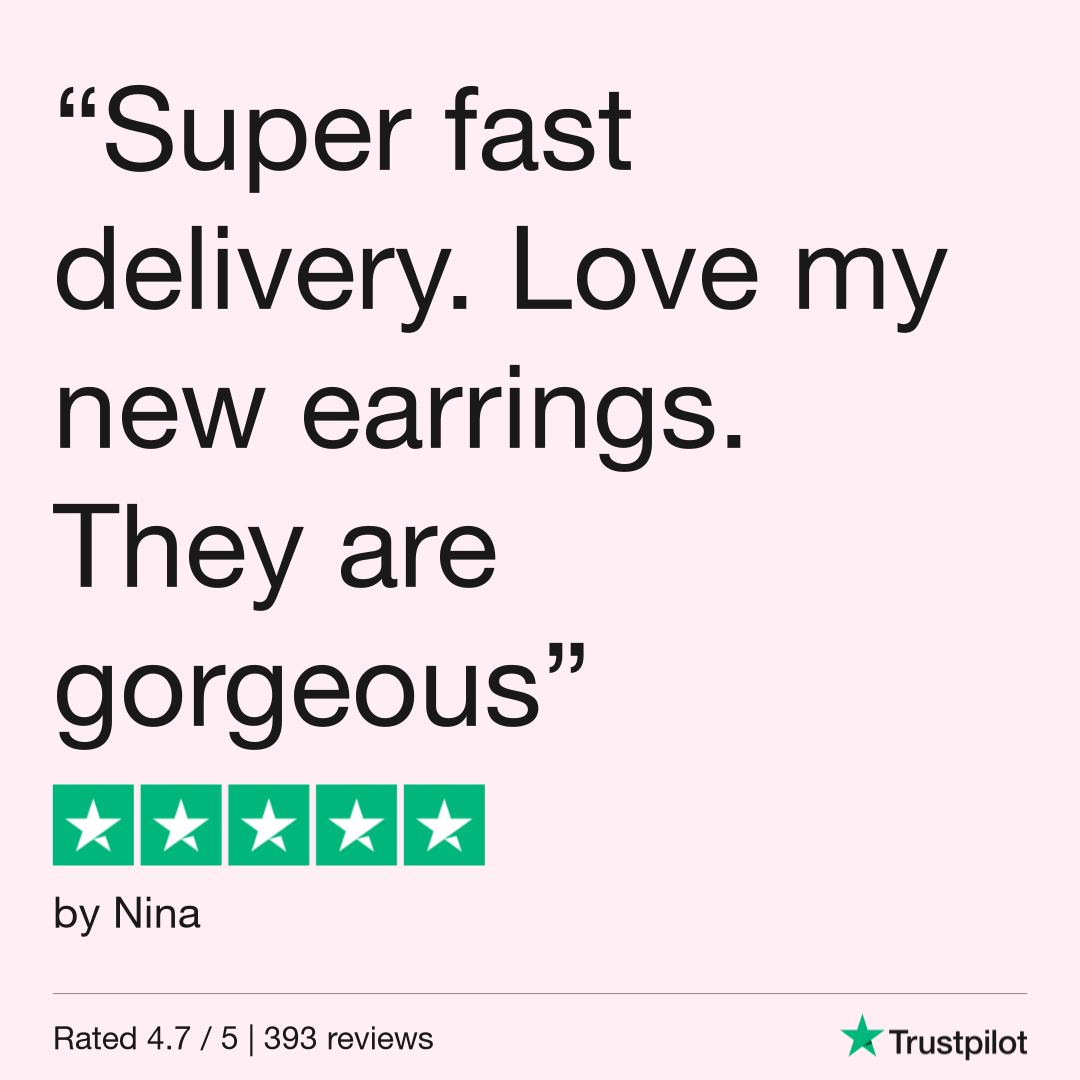 “Super fast
delivery. Love my
new earrings.
They are
gorgeous”
by Nina
Rated 4.7 / 5 | 393 reviews
Trustpilot